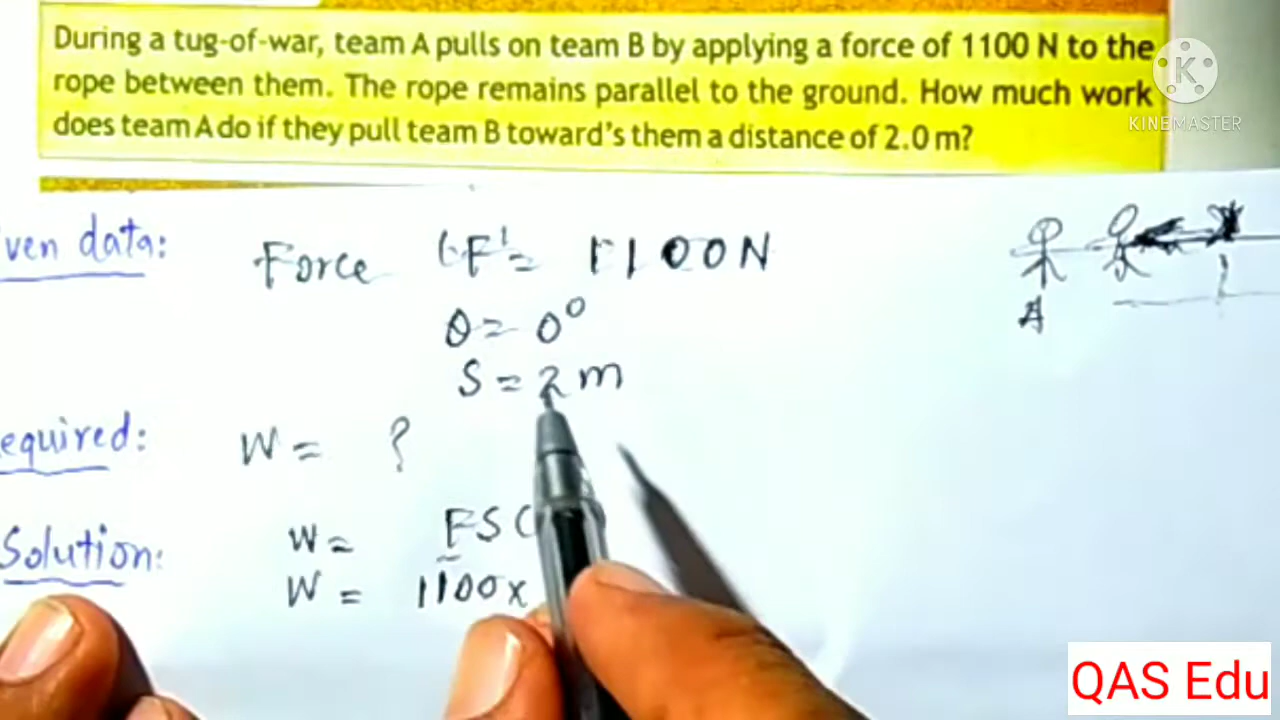 During a tug-of-war, team A pulls on team B by applying a force of 1100 N to the
rope between them. The rope remains parallel to the ground. How much work
does team A do if they pull team B toward's them a distance of 2.0 m?
K
KINEMASTER
ven data:
Force 'F' = 1100N
θ = 0°
S = 2 m
A
equired:
W = ?
Solution:
W = FSC
W = 1100x
QAS Edu